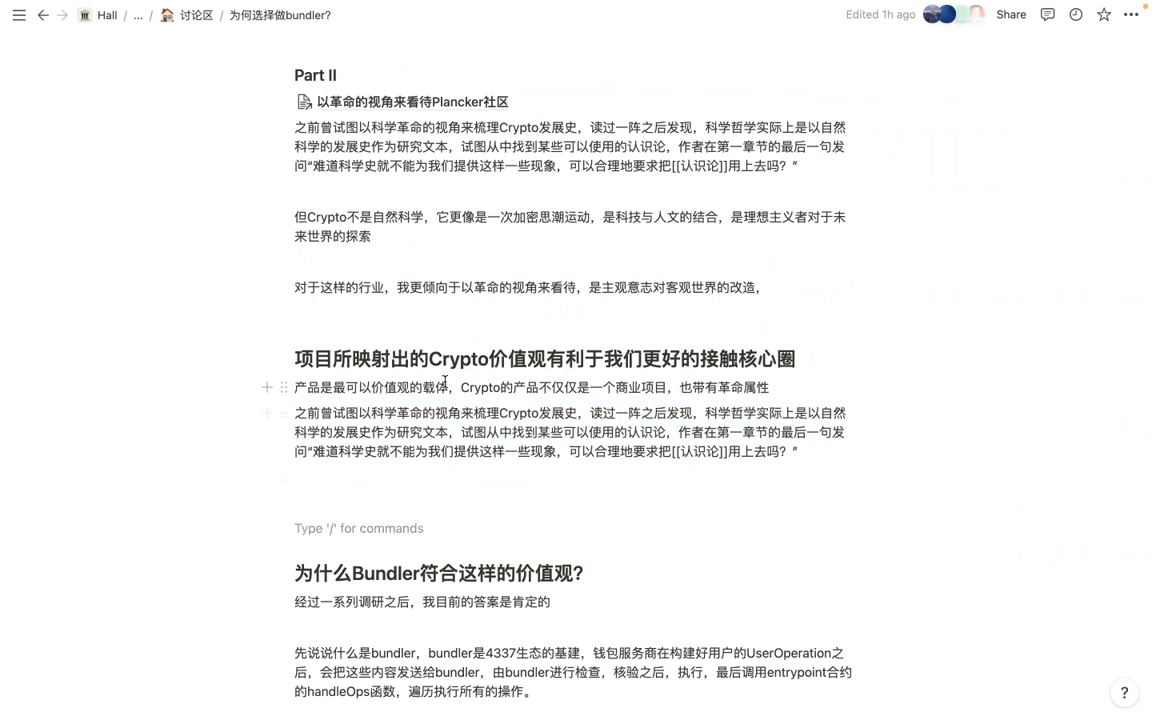 Hall / ... / 讨论区 / 为何选择做bundler?
Edited 1h ago
Share
Part II
以革命的视角来看待Plancker社区
之前曾试图以科学革命的视角来梳理Crypto发展史，读过一阵之后发现，科学哲学实际上是以自然
科学的发展史作为研究文本，试图从中找到某些可以使用的认识论，作者在第一章节的最后一句发
问“难道科学史就不能为我们提供这样一些现象，可以合理地要求把[[认识论]]用上去吗？”
但Crypto不是自然科学，它更像是一次加密思潮运动，是科技与人文的结合，是理想主义者对于未
来世界的探索
对于这样的行业，我更倾向于以革命的视角来看待，是主观意志对客观世界的改造，
项目所映射出的Crypto价值观有利于我们更好的接触核心圈
产品是最可以价值观的载体，Crypto的产品不仅仅是一个商业项目，也带有革命属性
之前曾试图以科学革命的视角来梳理Crypto发展史，读过一阵之后发现，科学哲学实际上是以自然
科学的发展史作为研究文本，试图从中找到某些可以使用的认识论，作者在第一章节的最后一句发
问“难道科学史就不能为我们提供这样一些现象，可以合理地要求把[[认识论]]用上去吗？”
Type '/' for commands
为什么Bundler符合这样的价值观?
经过一系列调研之后，我目前的答案是肯定的
先说说什么是bundler，bundler是4337生态的基建，钱包服务商在构建好用户的UserOperation之
后，会把这些内容发送给bundler，由bundler进行检查，核验之后，执行，最后调用entrypoint合约
的handleOps函数，遍历执行所有的操作。
?